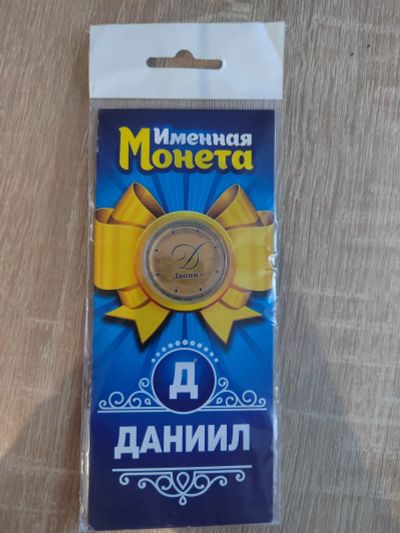 Именная
Монета
Д
Даниил
Д
ДАНИИЛ